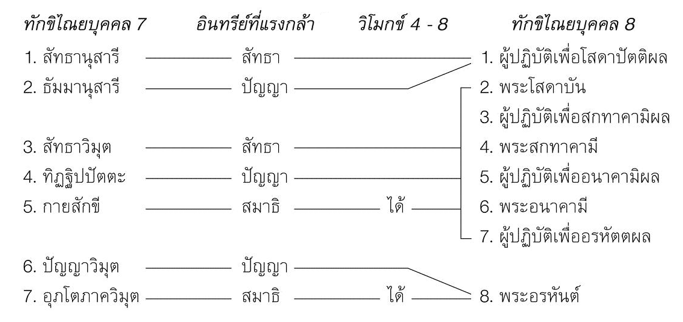 ทักขิไณยบุคคล 7 อินทรีย์ที่แรงกล้า วิโมกข์ 4 - 8 ทักขิไณยบุคคล 8
1. สัทธานุสารี สัทธา 1. ผู้ปฏิบัติเพื่อโสดาปัตติผล
2. ธัมมานุสารี ปัญญา 2. พระโสดาบัน
3. ผู้ปฏิบัติเพื่อสกทาคามิผล
3. สัทธาวิมุต สัทธา 4. พระสกทาคามี
4. ทิฏฐิปปัตตะ ปัญญา 5. ผู้ปฏิบัติเพื่ออนาคามิผล
5. กายสักขี สมาธิ ได้ 6. พระอนาคามี
7. ผู้ปฏิบัติเพื่ออรหัตตผล
6. ปัญญาวิมุต ปัญญา
7. อุภโตภาควิมุต สมาธิ ได้ 8. พระอรหันต์